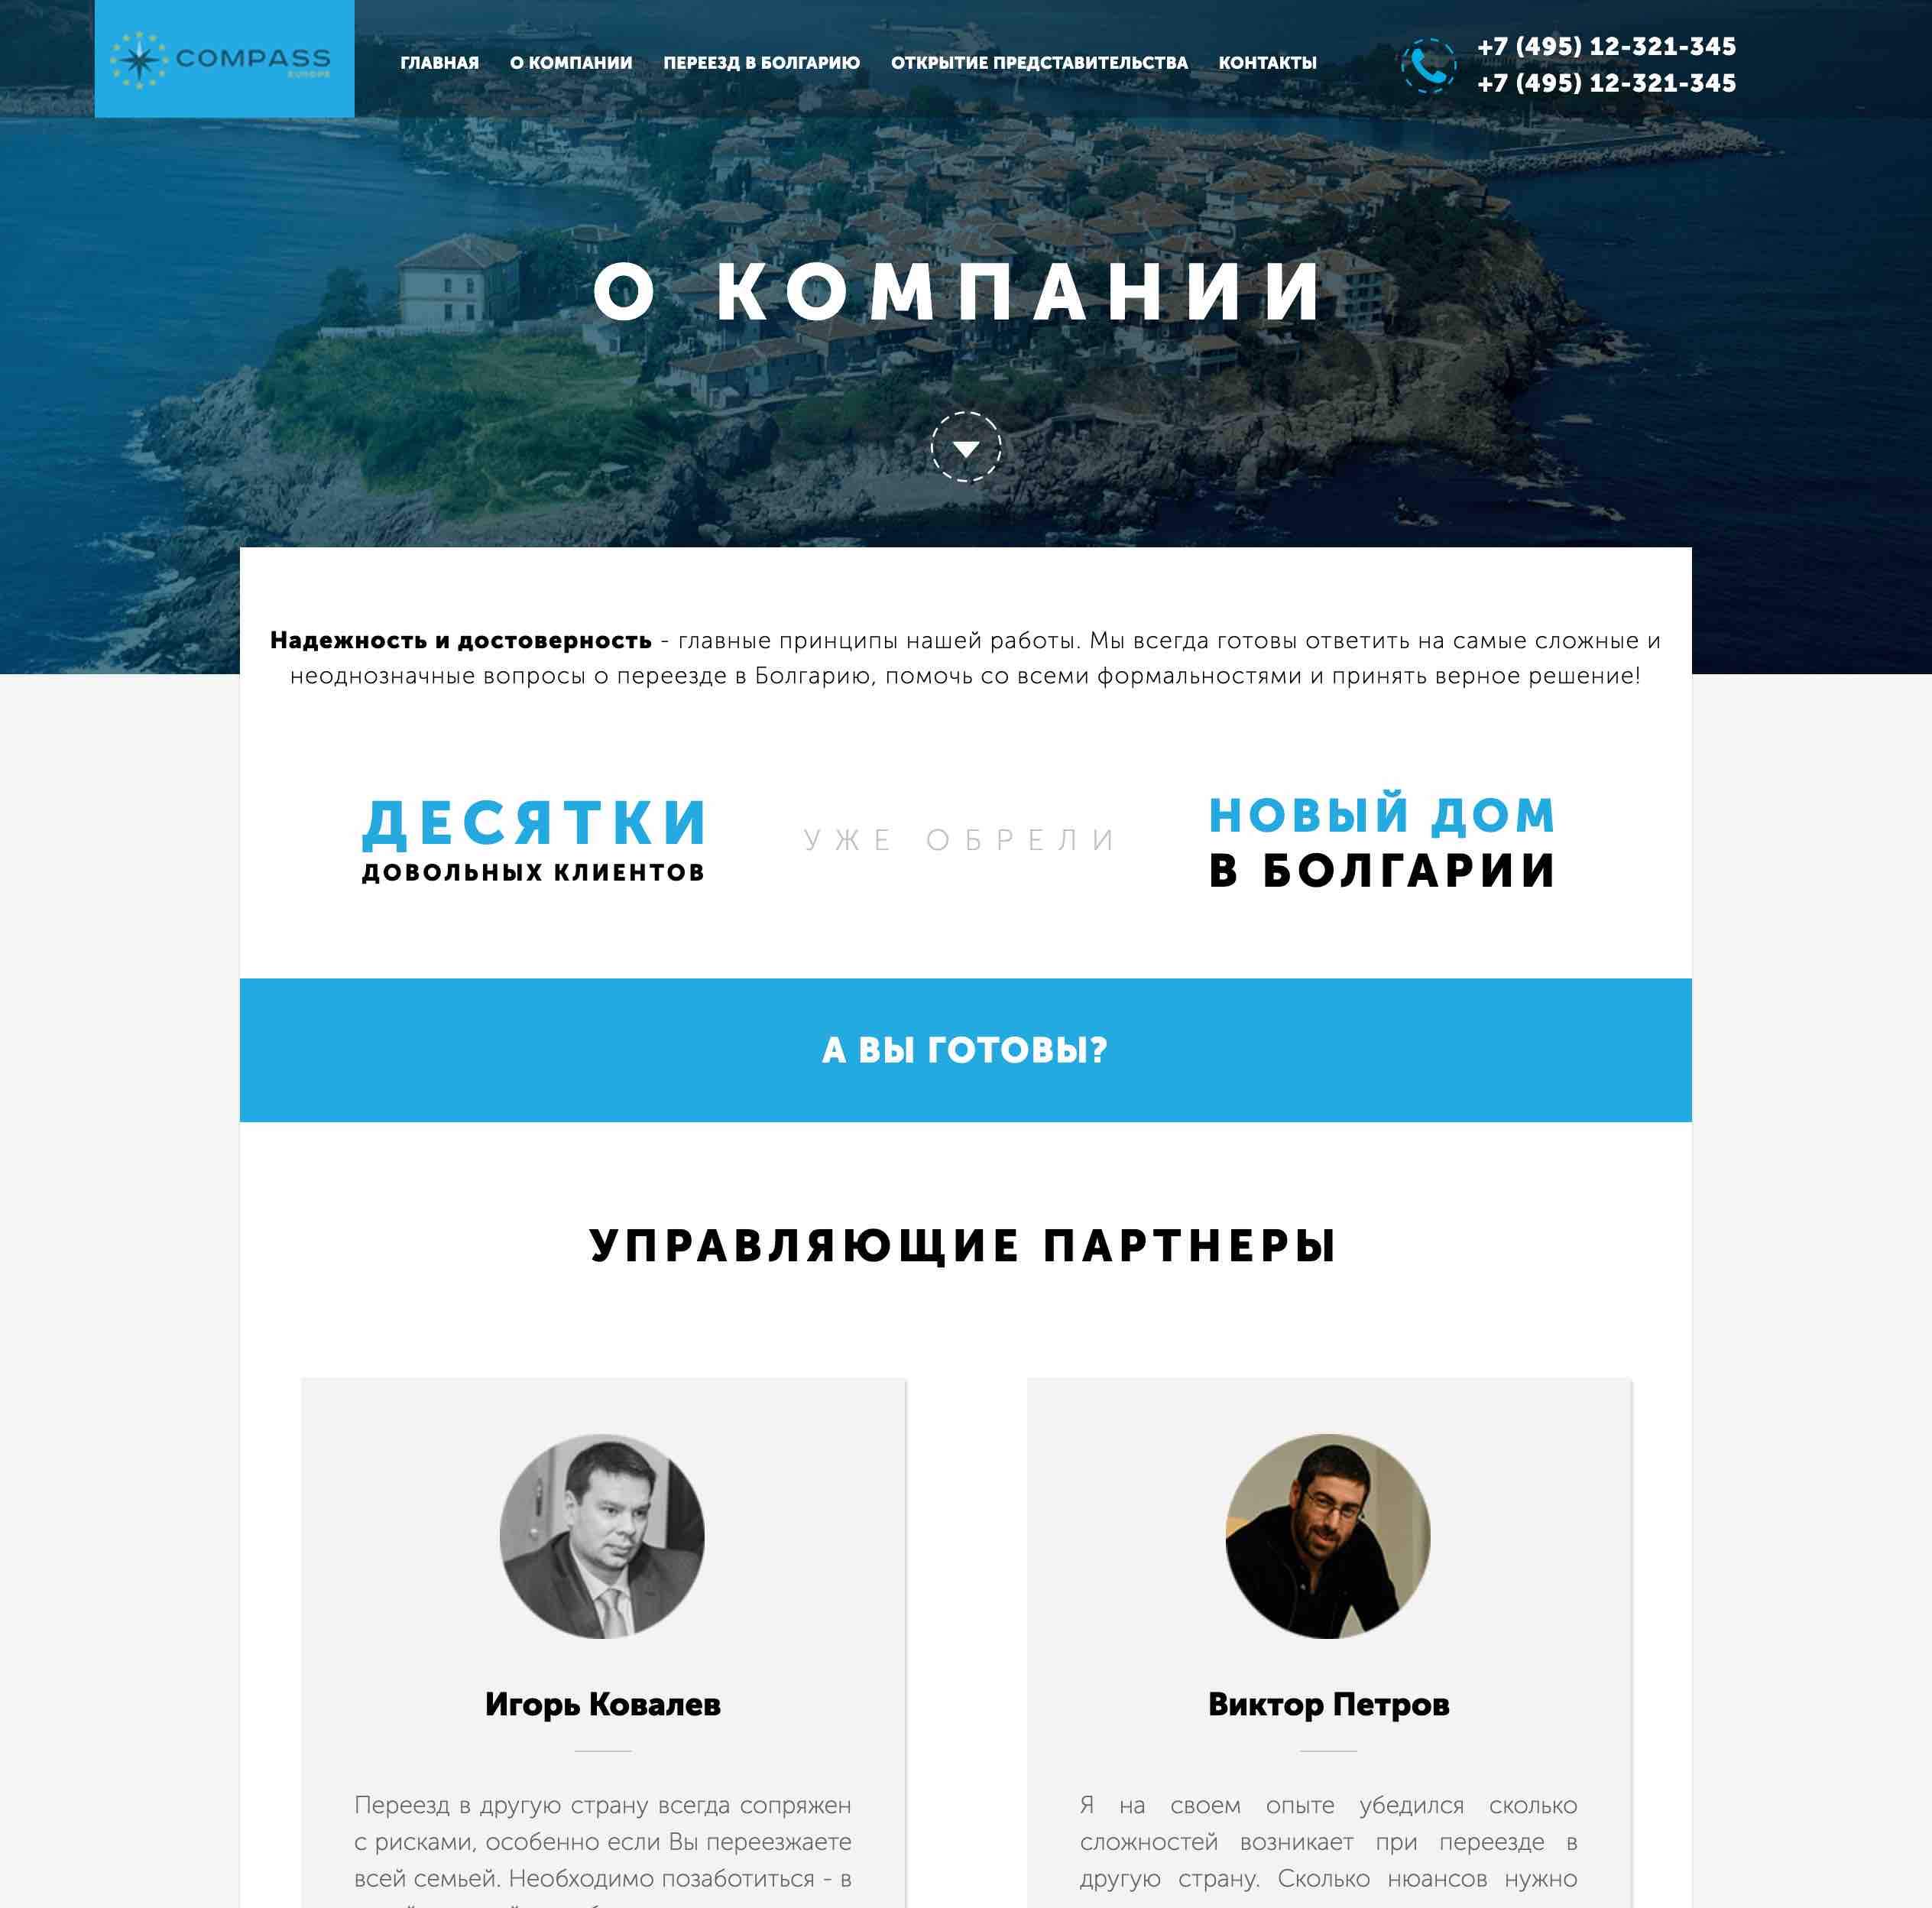 COMPASS
EUROPE
ГЛАВНАЯ О КОМПАНИИ ПЕРЕЕЗД В БОЛГАРИЮ ОТКРЫТИЕ ПРЕДСТАВИТЕЛЬСТВА КОНТАКТЫ
+7 (495) 12-321-345
+7 (495) 12-321-345
О КОМПАНИИ
Надежность и достоверность - главные принципы нашей работы. Мы всегда готовы ответить на самые сложные и
неоднозначные вопросы о переезде в Болгарию, помочь со всеми формальностями и принять верное решение!
ДЕСЯТКИ
ДОВОЛЬНЫХ КЛИЕНТОВ
УЖЕ ОБРЕЛИ
НОВЫЙ ДОМ
В БОЛГАРИИ
А ВЫ ГОТОВЫ?
УПРАВЛЯЮЩИЕ ПАРТНЕРЫ
Игорь Ковалев
Переезд в другую страну всегда сопряжен
с рисками, особенно если Вы переезжаете
всей семьей. Необходимо позаботиться - в
Виктор Петров
Я на своем опыте убедился сколько
сложностей возникает при переезде в
другую страну. Сколько нюансов нужно